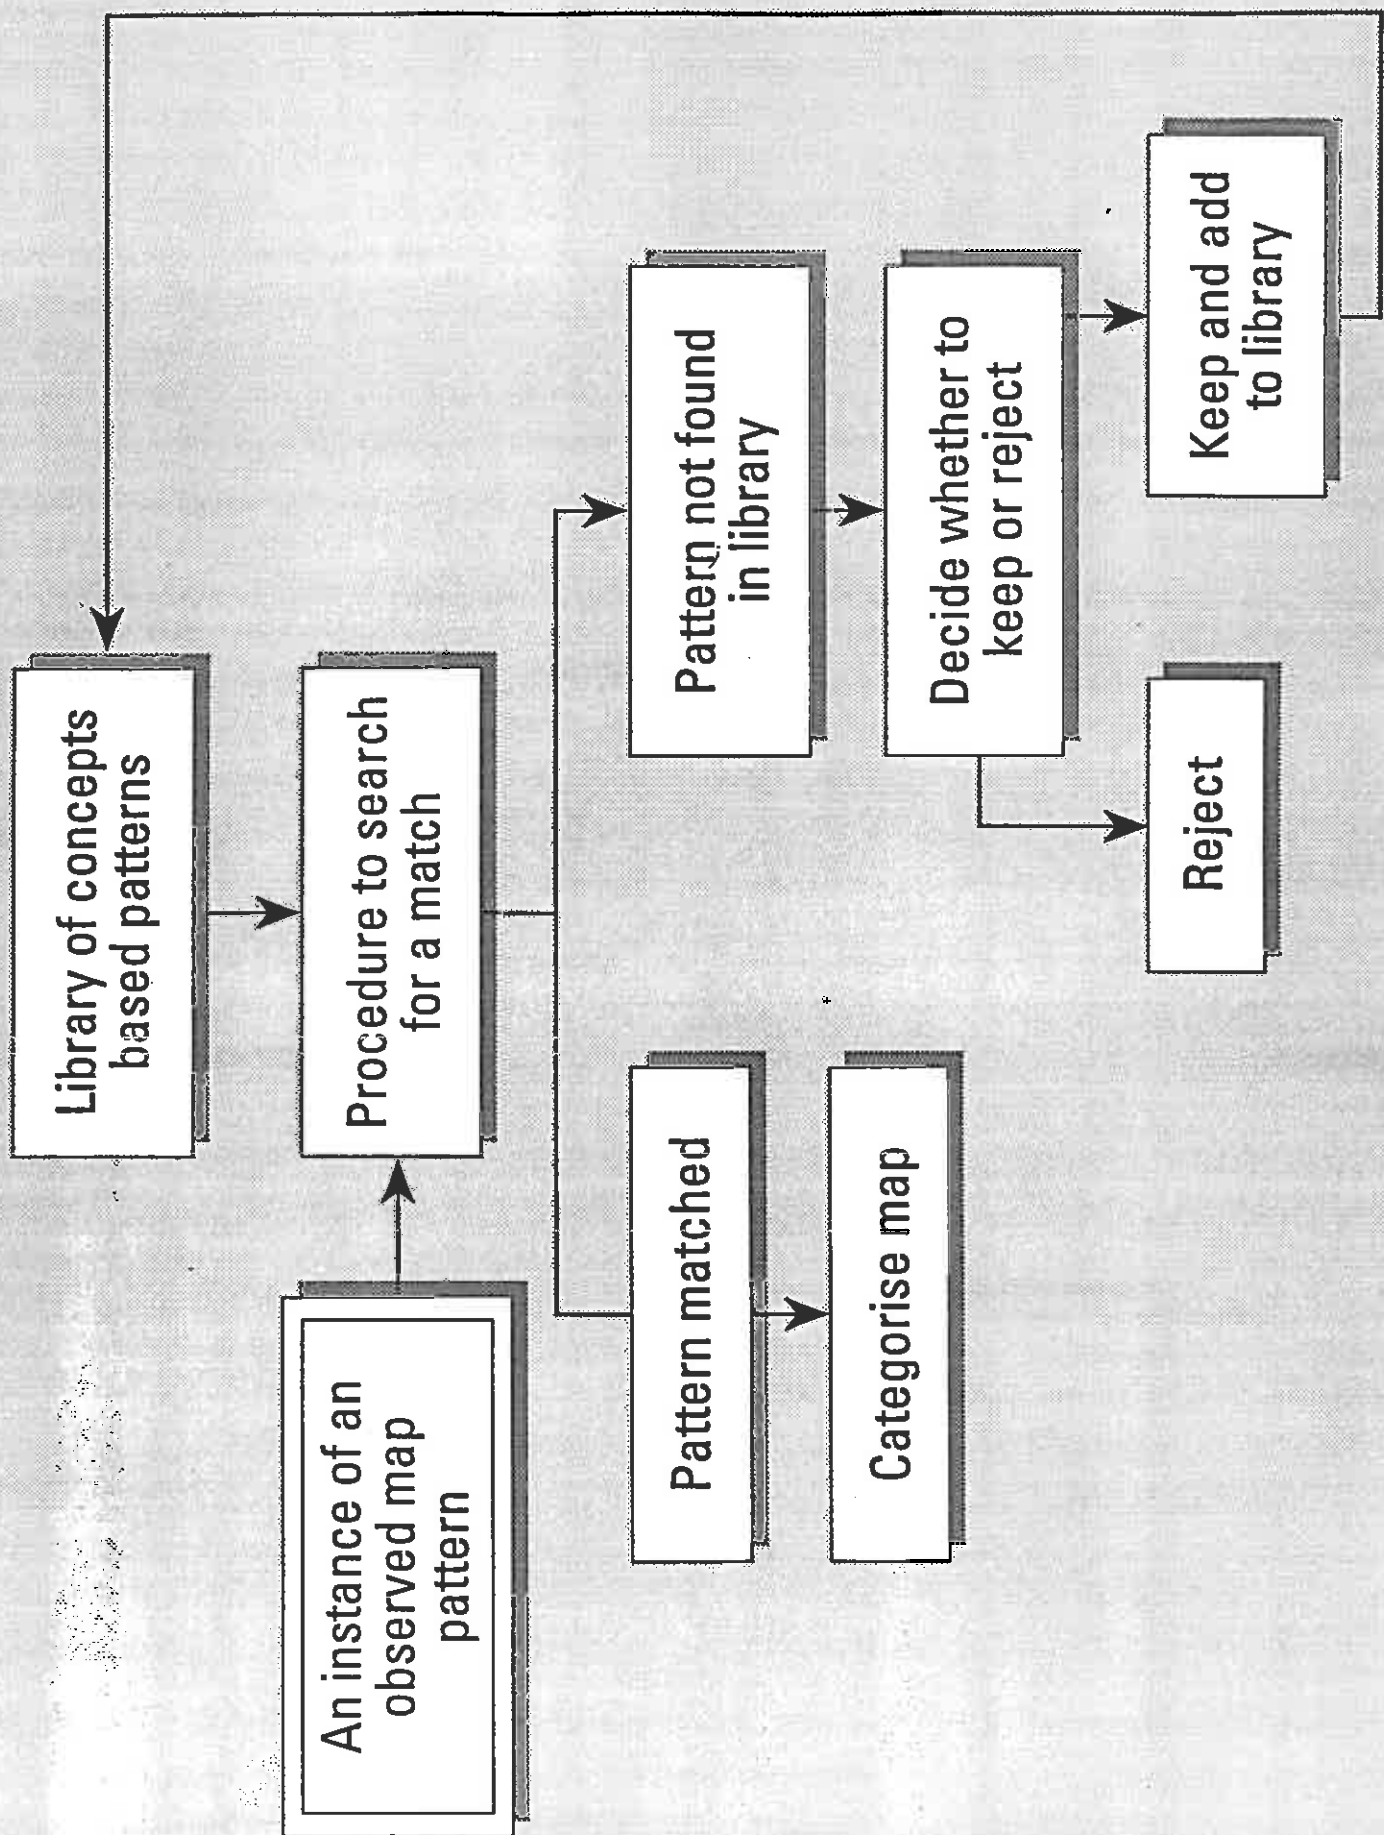 Library of concepts
based patterns
An instance of an
observed map
pattern
Procedure to search
for a match
Pattern matched
Pattern not found
in library
Categorise map
Decide whether to
keep or reject
Reject
Keep and add
to library